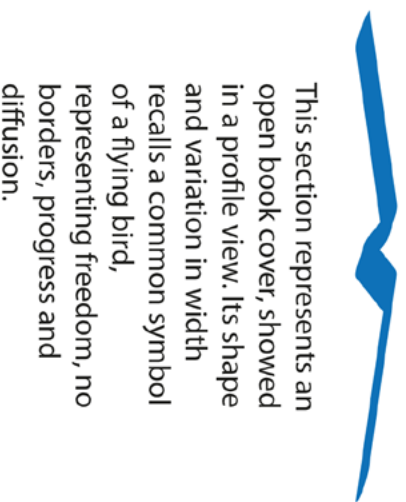 This section represents an
open book cover, showed
in a profile view. Its shape
and variation in width
recalls a common symbol
of a flying bird,
representing freedom, no
borders, progress and
diffusion.